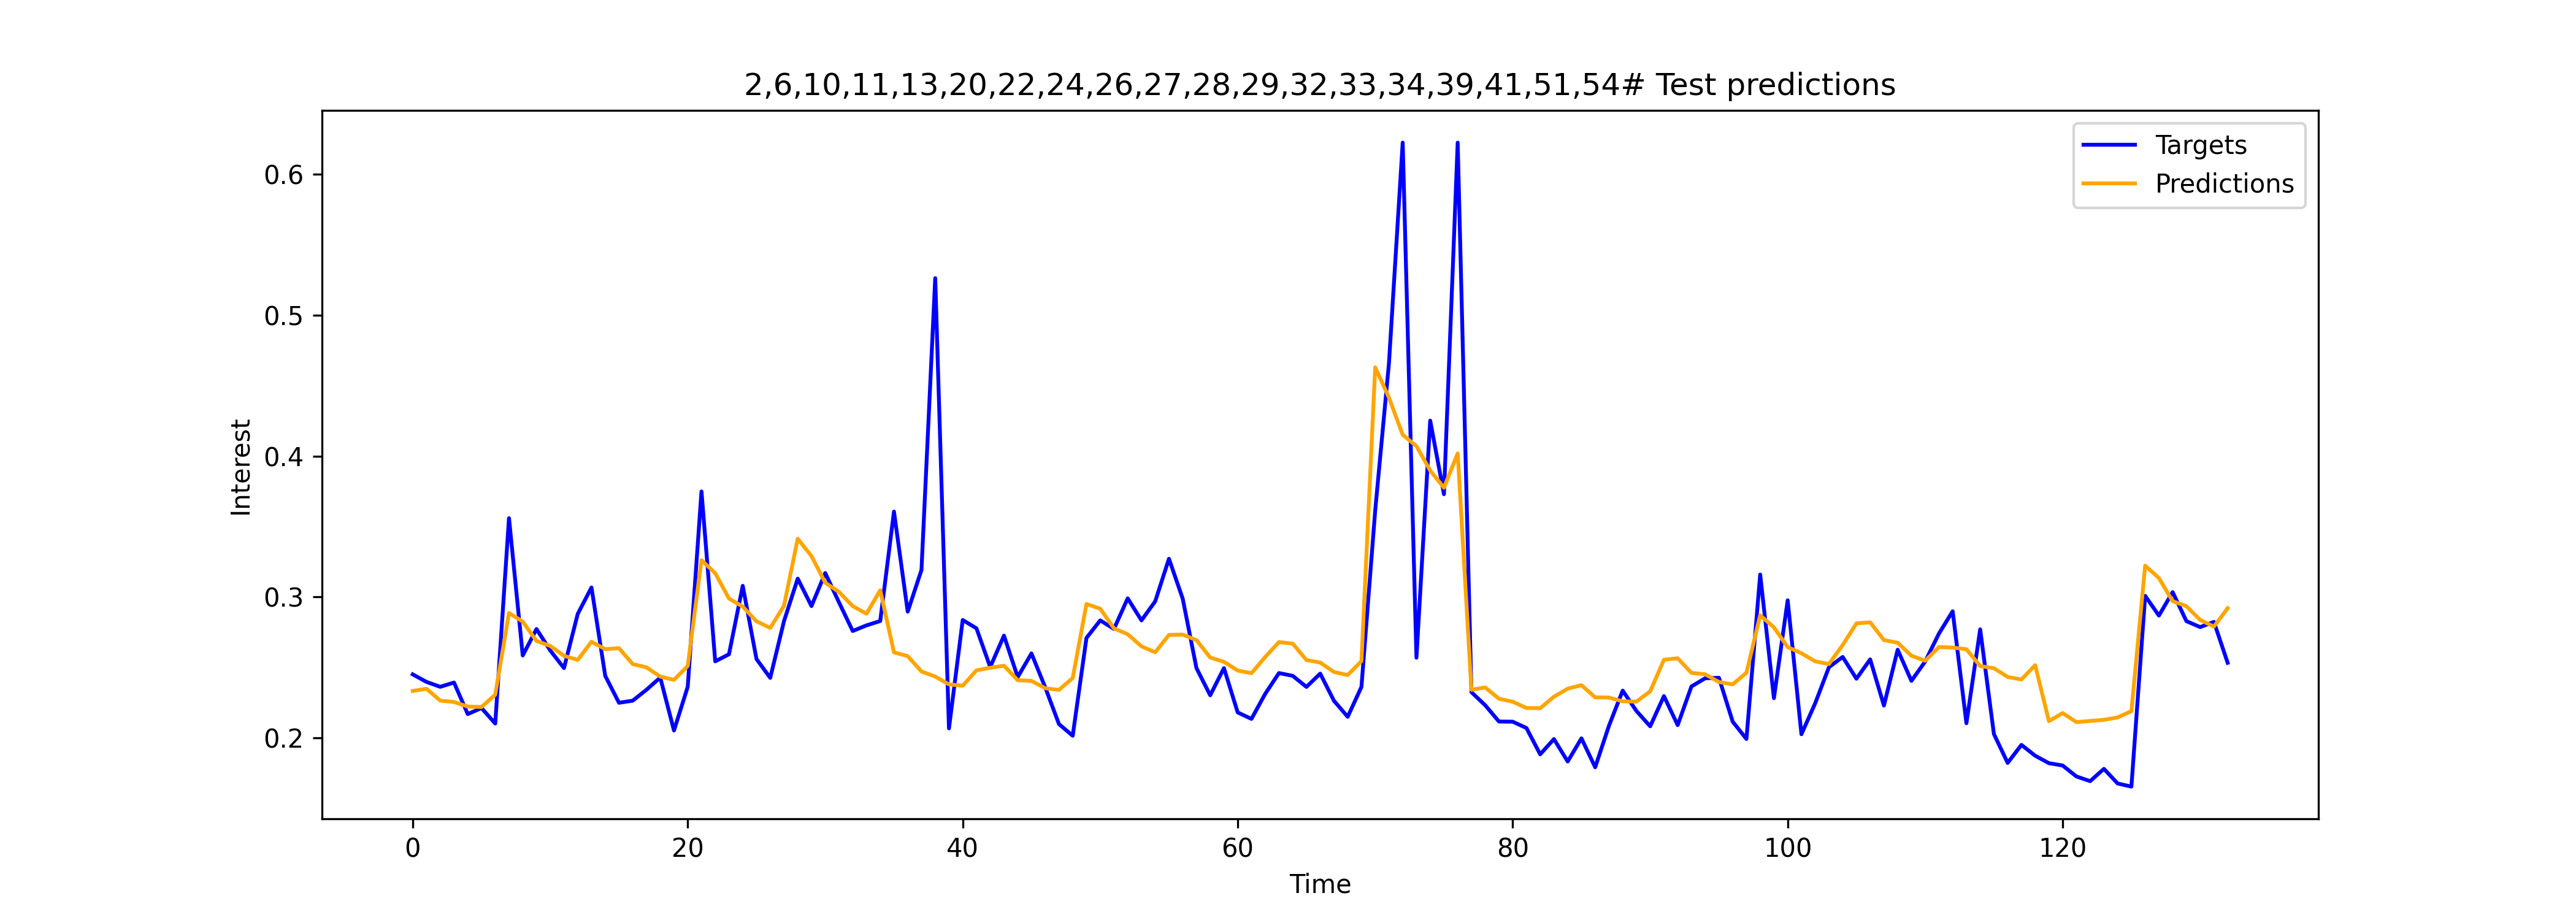 2,6,10,11,13,20,22,24,26,27,28,29,32,33,34,39,41,51,54# Test predictions
Targets
Predictions
0.6
0.5
0.4
0.3
0.2
Interest
0 20 40 60 80 100 120
Time